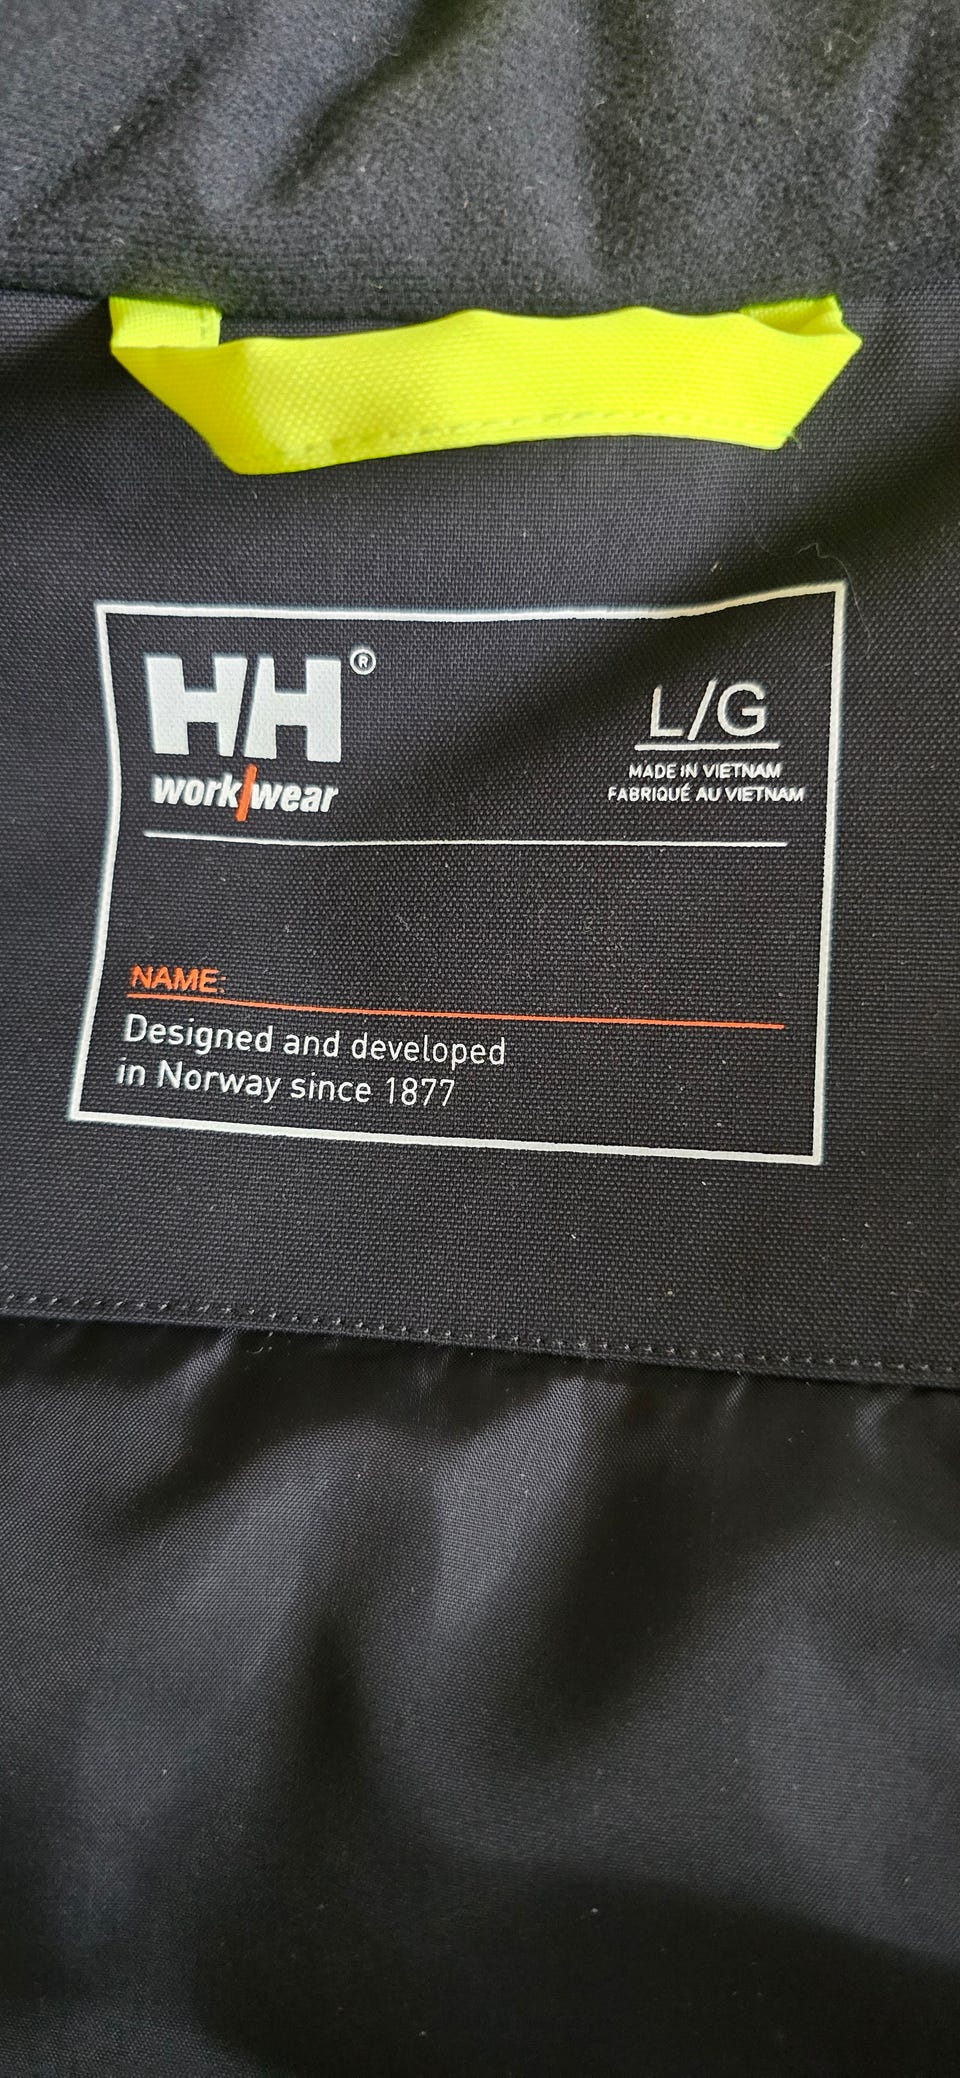 HH®
work/wear
L/G
MADE IN VIETNAM
FABRIQUÉ AU VIETNAM
NAME:
Designed and developed
in Norway since 1877